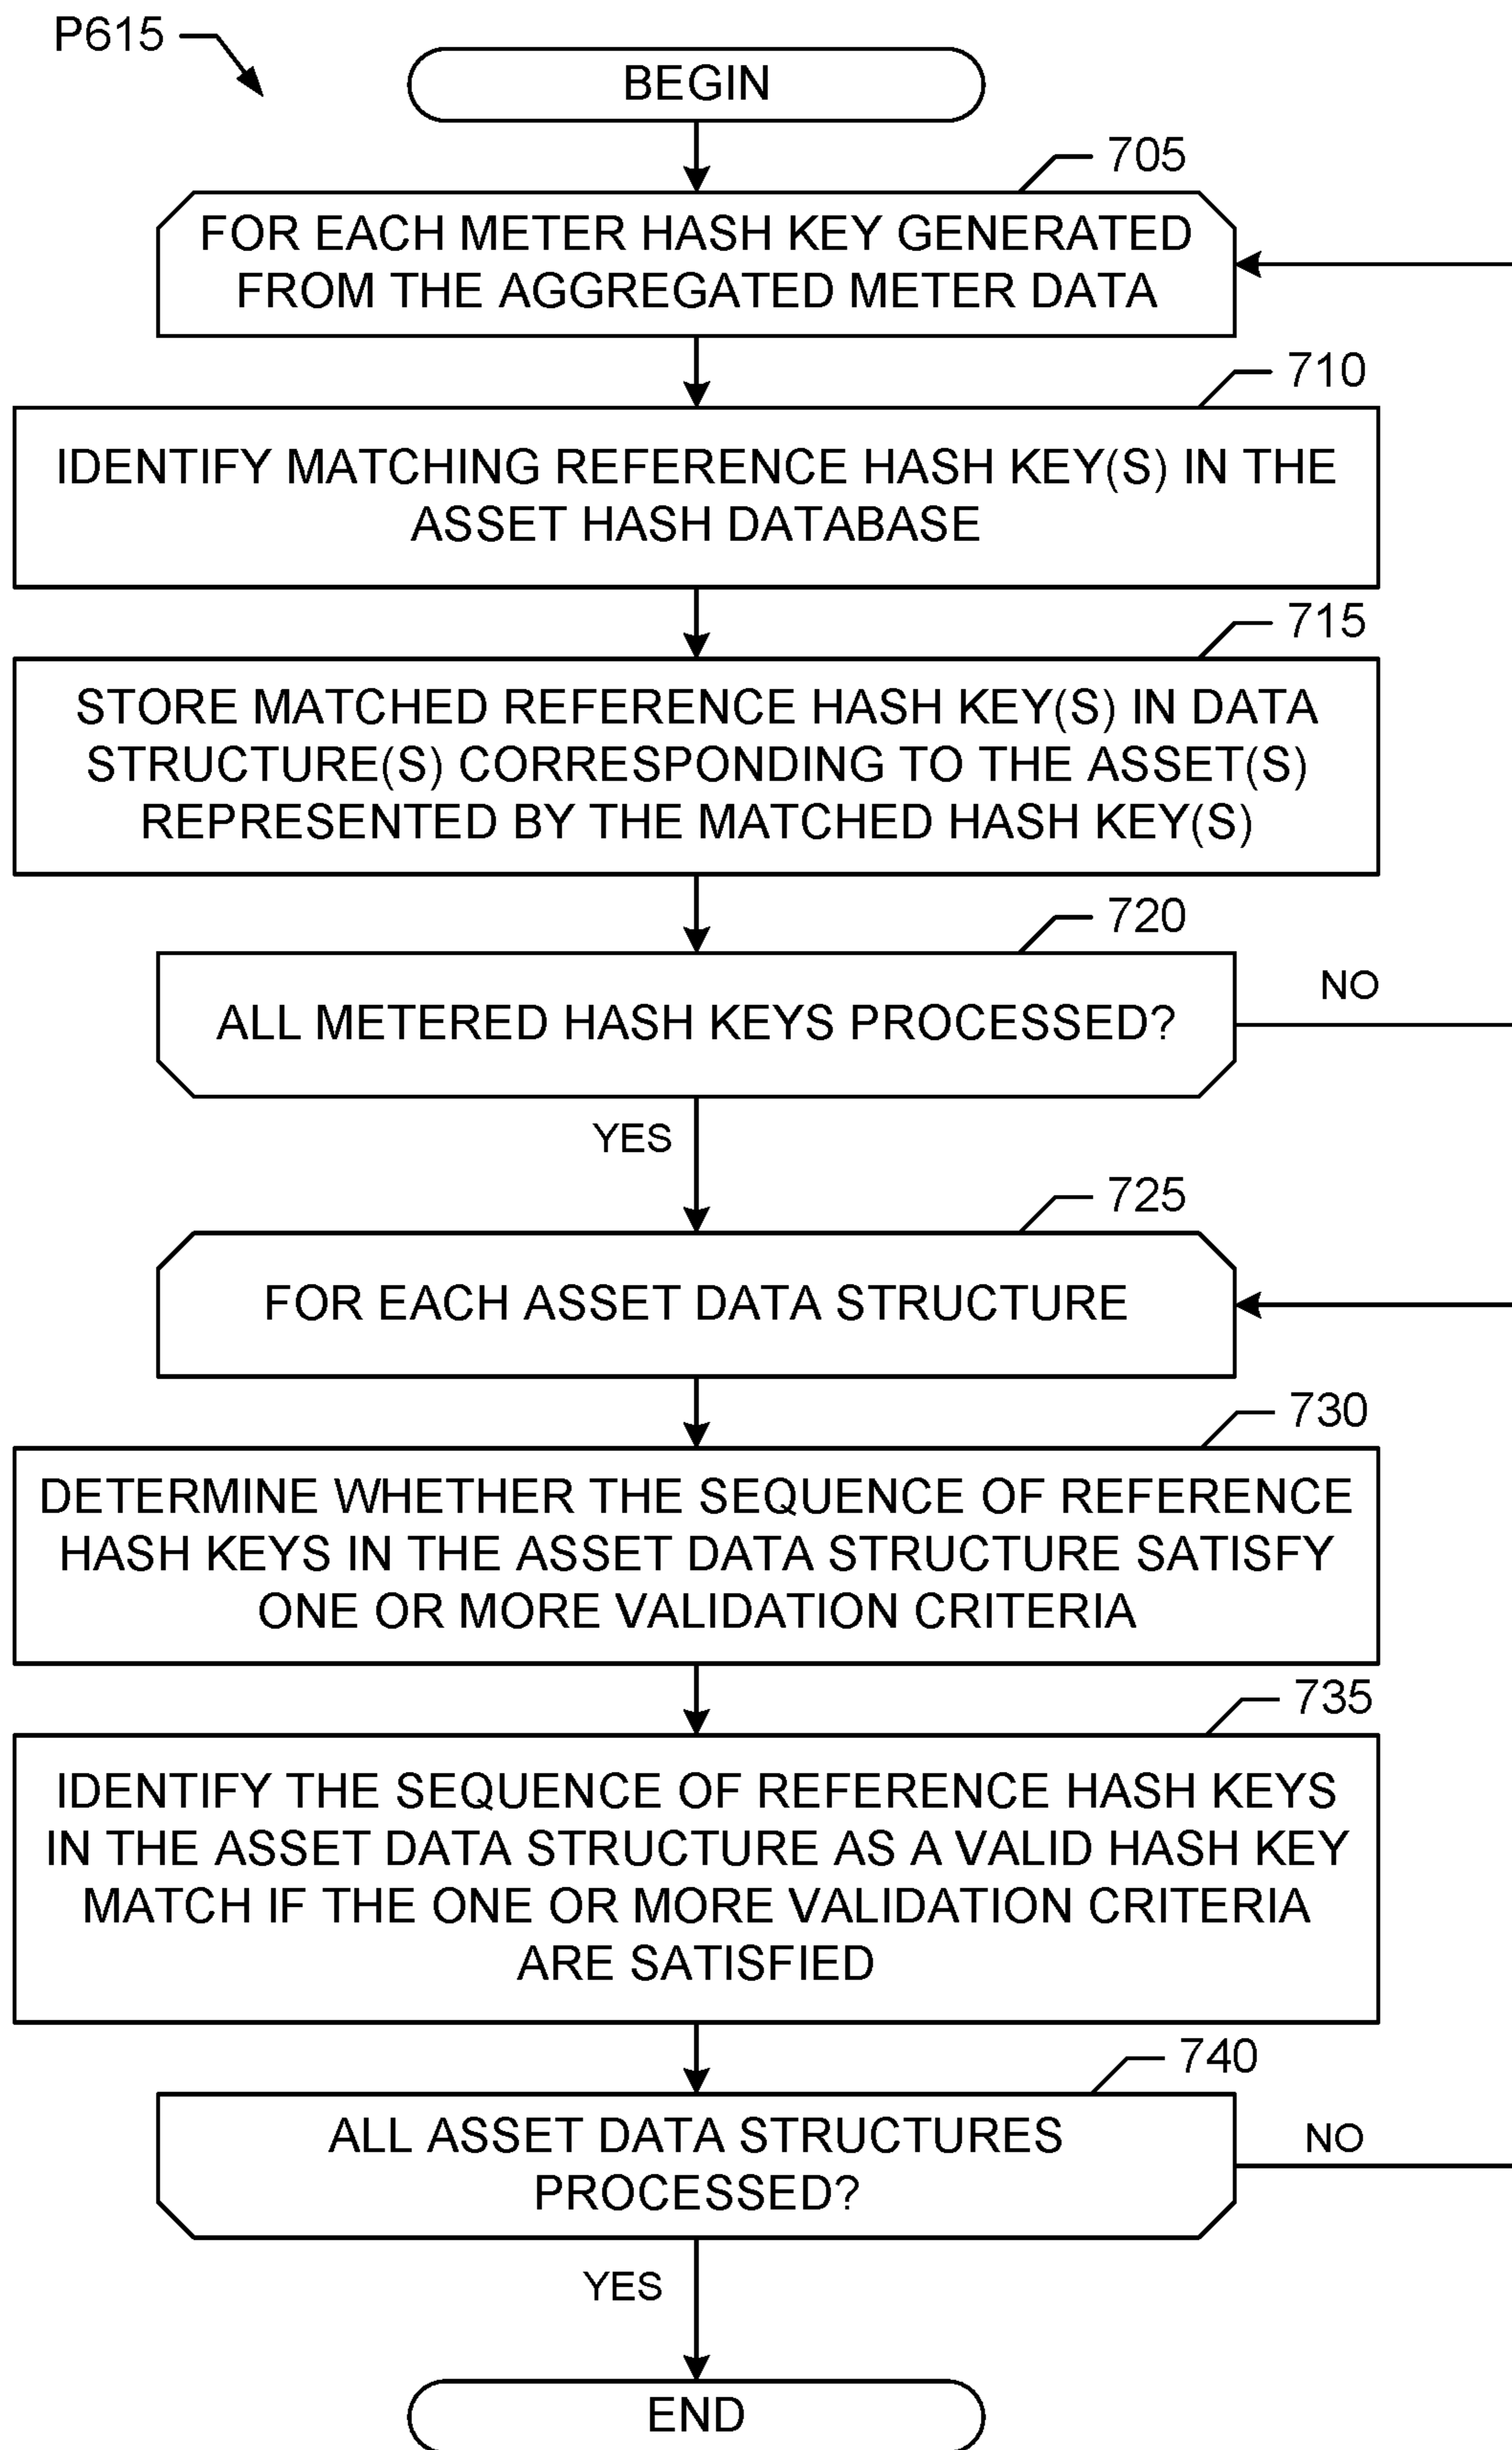 P615
BEGIN
705
FOR EACH METER HASH KEY GENERATED
FROM THE AGGREGATED METER DATA
710
IDENTIFY MATCHING REFERENCE HASH KEY(S) IN THE
ASSET HASH DATABASE
715
STORE MATCHED REFERENCE HASH KEY(S) IN DATA
STRUCTURE(S) CORRESPONDING TO THE ASSET(S)
REPRESENTED BY THE MATCHED HASH KEY(S)
720
ALL METERED HASH KEYS PROCESSED?
NO
YES
725
FOR EACH ASSET DATA STRUCTURE
730
DETERMINE WHETHER THE SEQUENCE OF REFERENCE
HASH KEYS IN THE ASSET DATA STRUCTURE SATISFY
ONE OR MORE VALIDATION CRITERIA
735
IDENTIFY THE SEQUENCE OF REFERENCE HASH KEYS
IN THE ASSET DATA STRUCTURE AS A VALID HASH KEY
MATCH IF THE ONE OR MORE VALIDATION CRITERIA
ARE SATISFIED
740
ALL ASSET DATA STRUCTURES
PROCESSED?
NO
YES
END